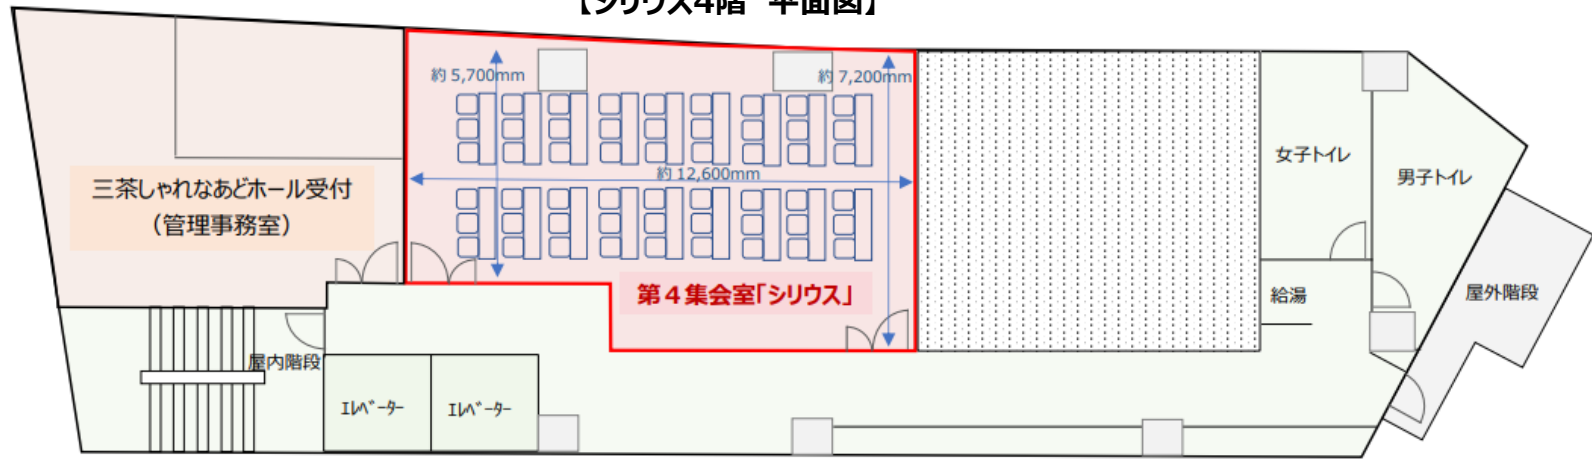 【シリウス4階 平面図】
約 5,700mm
約 7,200mm
約 12,600mm
三茶しゃれなあどホール受付
（管理事務室）
第４集会室「シリウス」
女子トイレ
男子トイレ
給湯
屋外階段
屋内階段
ｴﾚﾍﾞｰﾀｰ
ｴﾚﾍﾞｰﾀｰ